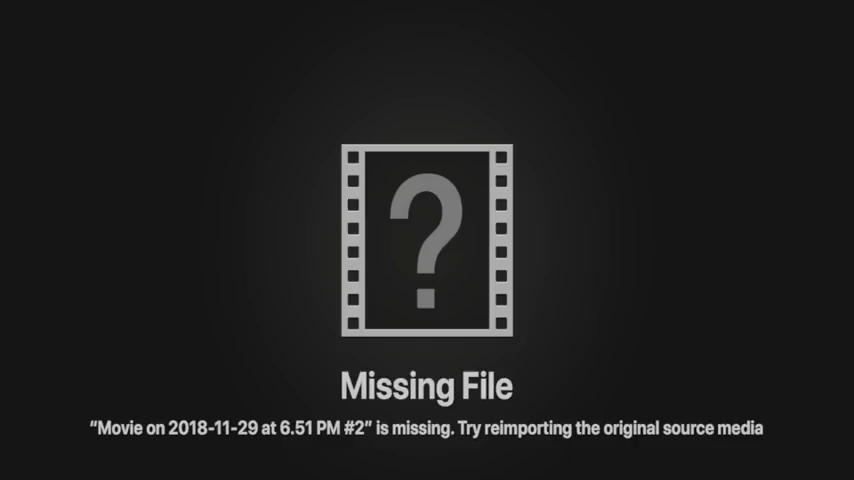 ?
Missing File
“Movie on 2018-11-29 at 6.51 PM #2” is missing. Try reimporting the original source media